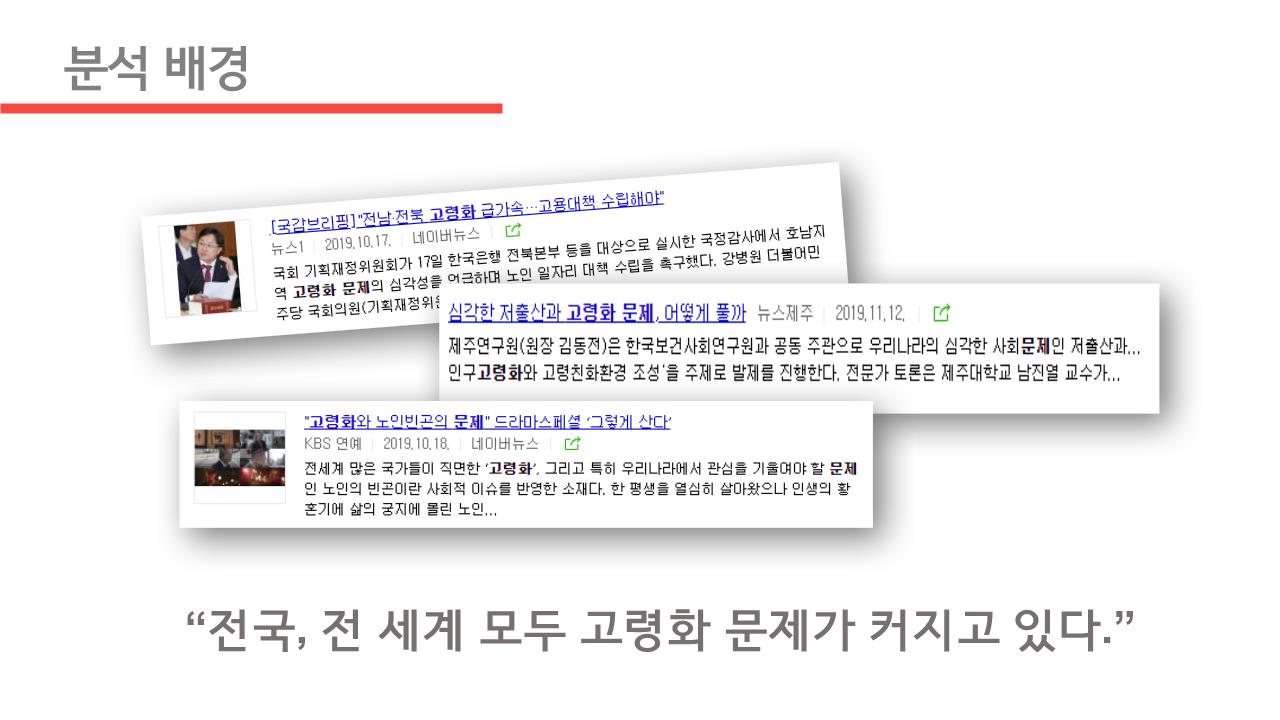 분석 배경
[국감브리핑]"전남·전북 고령화 급가속…고용대책 수립해야"
뉴스1 2019.10.17. 네이버뉴스
국회 기획재정위원회가 17일 한국은행 전북본부 등을 대상으로 실시한 국정감사에서 호남지
역 고령화 문제의 심각성을 언급하며 노인 일자리 대책 수립을 촉구했다. 강병원 더불어민
주당 국회의원(기획재정위원
심각한 저출산과 고령화 문제, 어떻게 풀까 뉴스제주 2019.11.12.
제주연구원(원장 김동전)은 한국보건사회연구원과 공동 주관으로 우리나라의 심각한 사회문제인 저출산과...
인구고령화와 고령친화환경 조성'을 주제로 발제를 진행한다. 전문가 토론은 제주대학교 남진열 교수가...
"고령화와 노인빈곤의 문제" 드라마스페셜 '그렇게 산다'
KBS 연예 2019.10.18. 네이버뉴스
전세계 많은 국가들이 직면한 '고령화', 그리고 특히 우리나라에서 관심을 기울여야 할 문제
인 노인의 빈곤이란 사회적 이슈를 반영한 소재다. 한 평생을 열심히 살아왔으나 인생의 황
혼기에 삶의 궁지에 몰린 노인...
“전국, 전 세계 모두 고령화 문제가 커지고 있다.”